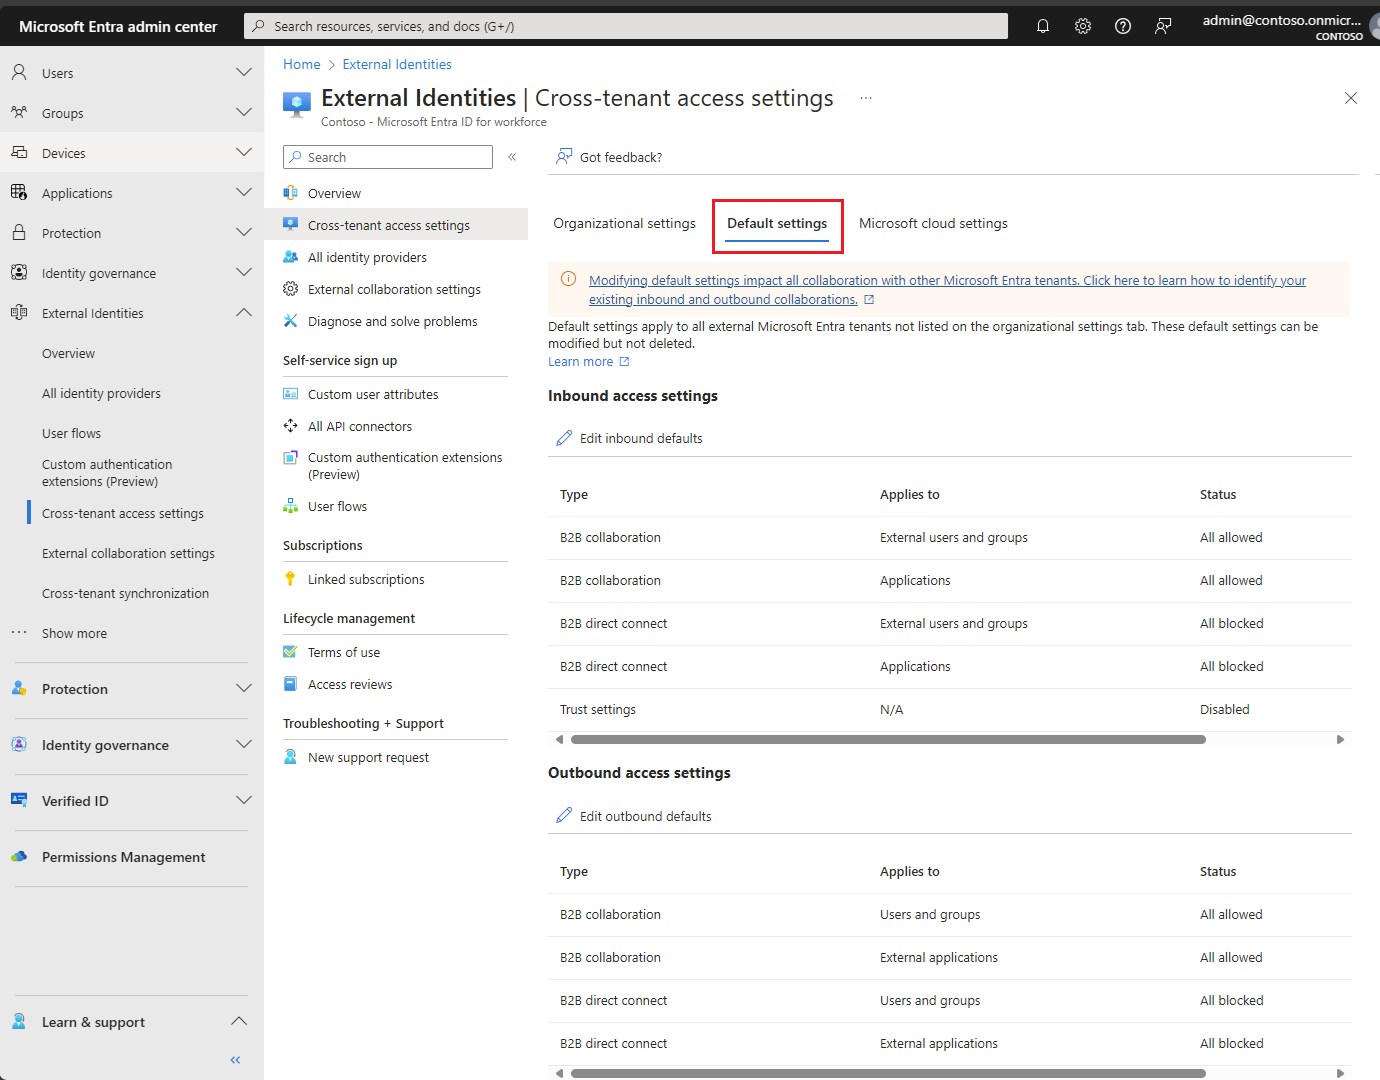 Microsoft Entra admin center
Search resources, services, and docs (G+/)
admin@contoso.onmicr...
CONTOSO
Users
Groups
Devices
Applications
Protection
Identity governance
External Identities
Overview
All identity providers
User flows
Custom authentication
extensions (Preview)
Cross-tenant access settings
External collaboration settings
Cross-tenant synchronization
Show more
Protection
Identity governance
Verified ID
Permissions Management
Learn & support
Home > External Identities
External Identities | Cross-tenant access settings ...
Contoso - Microsoft Entra ID for workforce
Search
Overview
Cross-tenant access settings
All identity providers
External collaboration settings
Diagnose and solve problems
Self-service sign up
Custom user attributes
All API connectors
Custom authentication extensions
(Preview)
User flows
Subscriptions
Linked subscriptions
Lifecycle management
Terms of use
Access reviews
Troubleshooting + Support
New support request
Got feedback?
Organizational settings Default settings Microsoft cloud settings
Modifying default settings impact all collaboration with other Microsoft Entra tenants. Click here to learn how to identify your
existing inbound and outbound collaborations.
Default settings apply to all external Microsoft Entra tenants not listed on the organizational settings tab. These default settings can be
modified but not deleted.
Learn more
Inbound access settings
Edit inbound defaults
Type Applies to Status
B2B collaboration External users and groups All allowed
B2B collaboration Applications All allowed
B2B direct connect External users and groups All blocked
B2B direct connect Applications All blocked
Trust settings N/A Disabled
Outbound access settings
Edit outbound defaults
Type Applies to Status
B2B collaboration Users and groups All allowed
B2B collaboration External applications All allowed
B2B direct connect Users and groups All blocked
B2B direct connect External applications All blocked